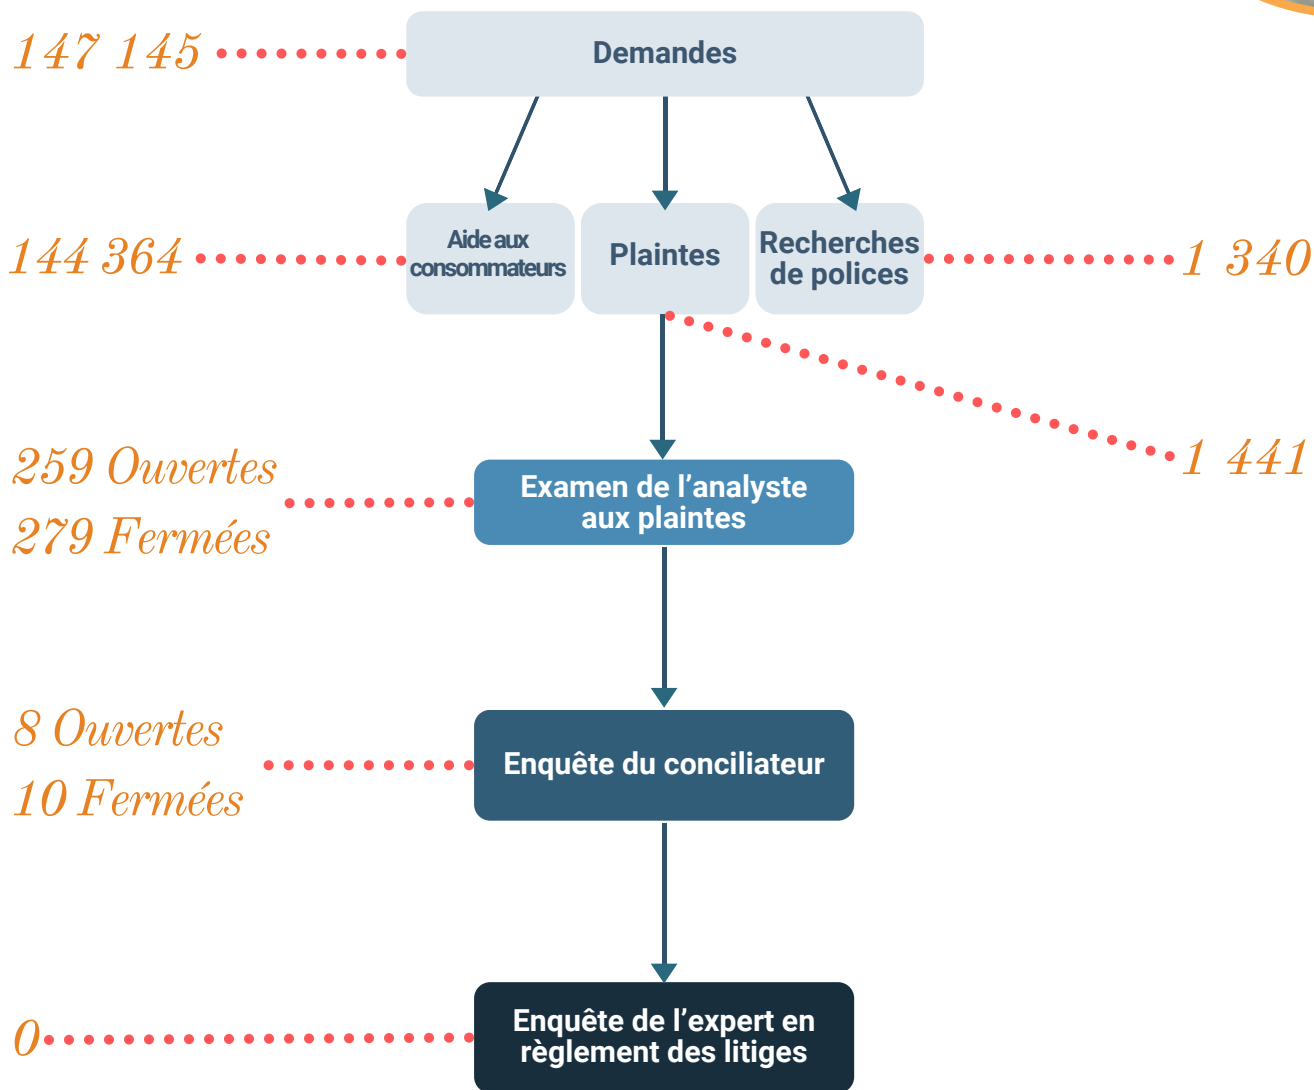 147 145
Demandes
144 364
Aide aux
consommateurs
Plaintes
Recherches
de polices
1 340
1 441
259 Ouvertes
279 Fermées
Examen de l’analyste
aux plaintes
8 Ouvertes
10 Fermées
Enquête du conciliateur
0
Enquête de l’expert en
règlement des litiges